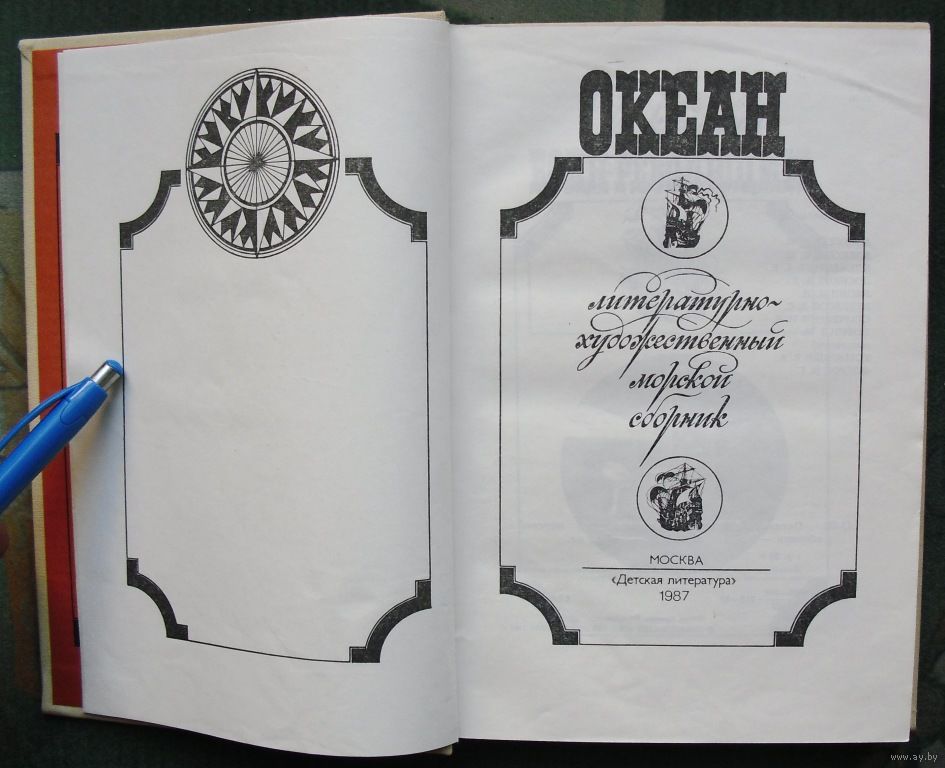 ОКЕАН
литературно-
художественный
морской
сборник
МОСКВА
«Детская литература»
1987
www.ay.by